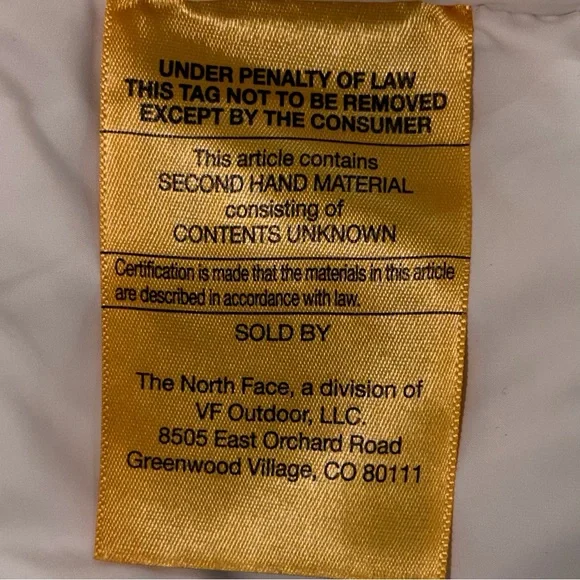 UNDER PENALTY OF LAW
THIS TAG NOT TO BE REMOVED
EXCEPT BY THE CONSUMER
This article contains
SECOND HAND MATERIAL
consisting of
CONTENTS UNKNOWN
Certification is made that the materials in this article
are described in accordance with law.
SOLD BY
The North Face, a division of
VF Outdoor, LLC.
8505 East Orchard Road
Greenwood Village, CO 80111